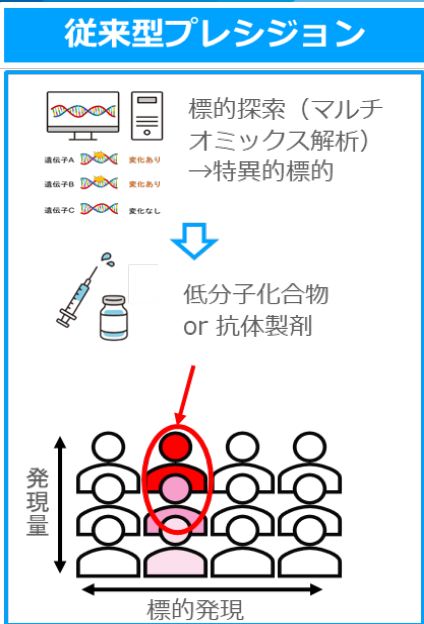 従来型プレシジョン
標的探索（マルチ
オミックス解析）
→特異的標的
遺伝子A 変化あり
遺伝子B 変化あり
遺伝子C 変化なし
低分子化合物
or 抗体製剤
発現量
標的発現